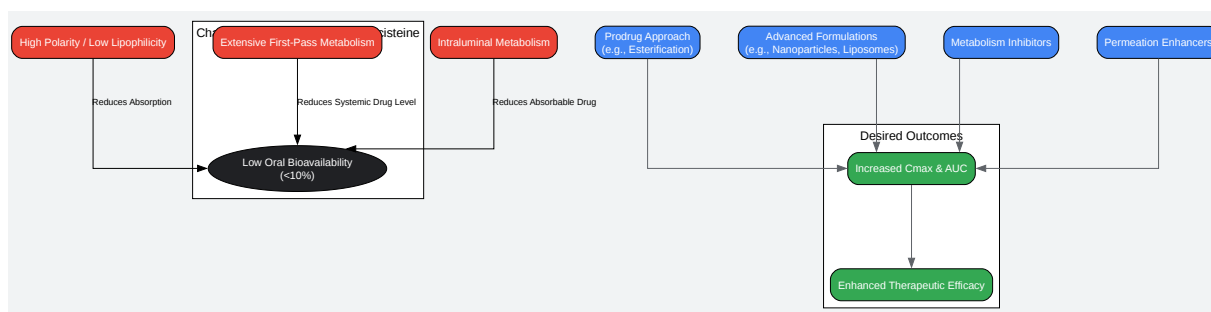 High Polarity / Low Lipophilicity
Extensive First-Pass Metabolism
Intraluminal Metabolism
Prodrug Approach
(e.g., Esterification)
Advanced Formulations
(e.g., Nanoparticles, Liposomes)
Metabolism Inhibitors
Permeation Enhancers
Reduces Absorption
Reduces Systemic Drug Level
Reduces Absorbable Drug
Desired Outcomes
Low Oral Bioavailability
(<10%)
Increased Cmax & AUC
Enhanced Therapeutic Efficacy